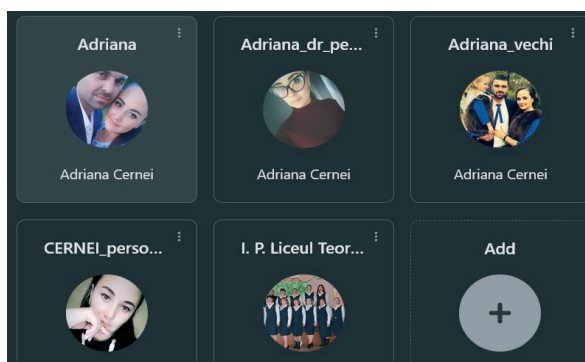 Adriana
Adriana_dr_pe...
Adriana_vechi
Adriana Cernei
Adriana Cernei
Adriana Cernei
CERNEI_perso...
I. P. Liceul Teor...
Add